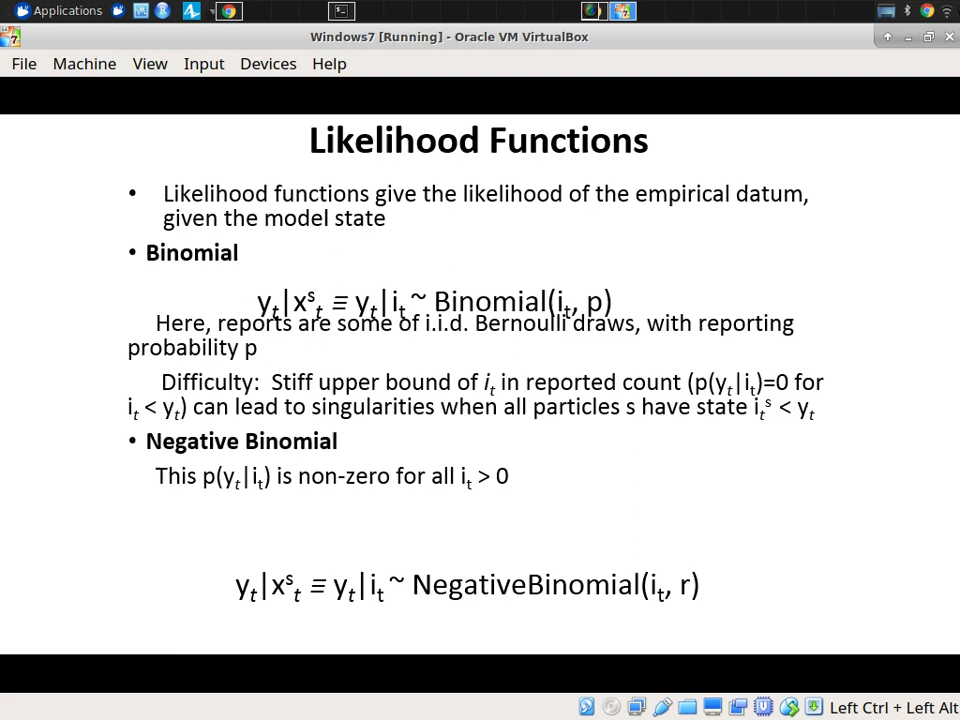 Applications
Windows7 [Running] - Oracle VM VirtualBox
File Machine View Input Devices Help
Likelihood Functions
• Likelihood functions give the likelihood of the empirical datum,
given the model state
• Binomial
yₜ|xˢₜ ≡ yₜ|iₜ ~ Binomial(iₜ, p)
Here, reports are some of i.i.d. Bernoulli draws, with reporting
probability p
Difficulty: Stiff upper bound of iₜ in reported count (p(yₜ|iₜ)=0 for
iₜ < yₜ) can lead to singularities when all particles s have state iₜˢ < yₜ
• Negative Binomial
This p(yₜ|iₜ) is non-zero for all iₜ > 0
yₜ|xˢₜ ≡ yₜ|iₜ ~ NegativeBinomial(iₜ, r)
Left Ctrl + Left Alt